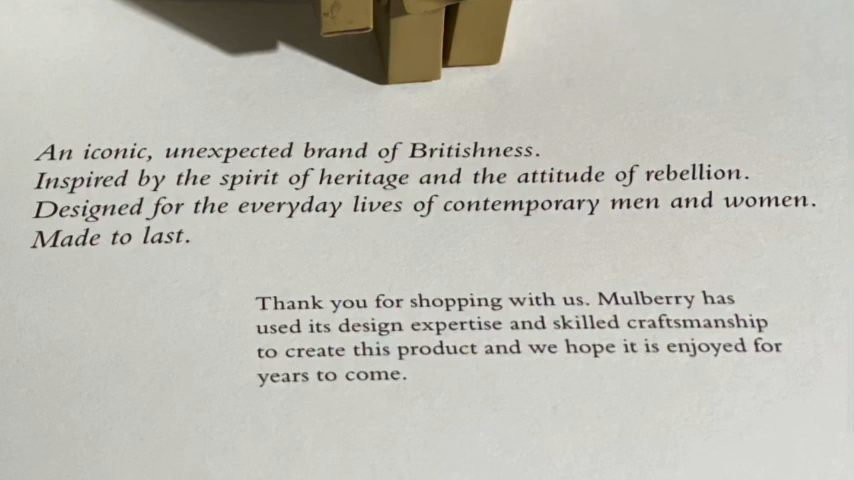 An iconic, unexpected brand of Britishness.
Inspired by the spirit of heritage and the attitude of rebellion.
Designed for the everyday lives of contemporary men and women.
Made to last.
Thank you for shopping with us. Mulberry has
used its design expertise and skilled craftsmanship
to create this product and we hope it is enjoyed for
years to come.